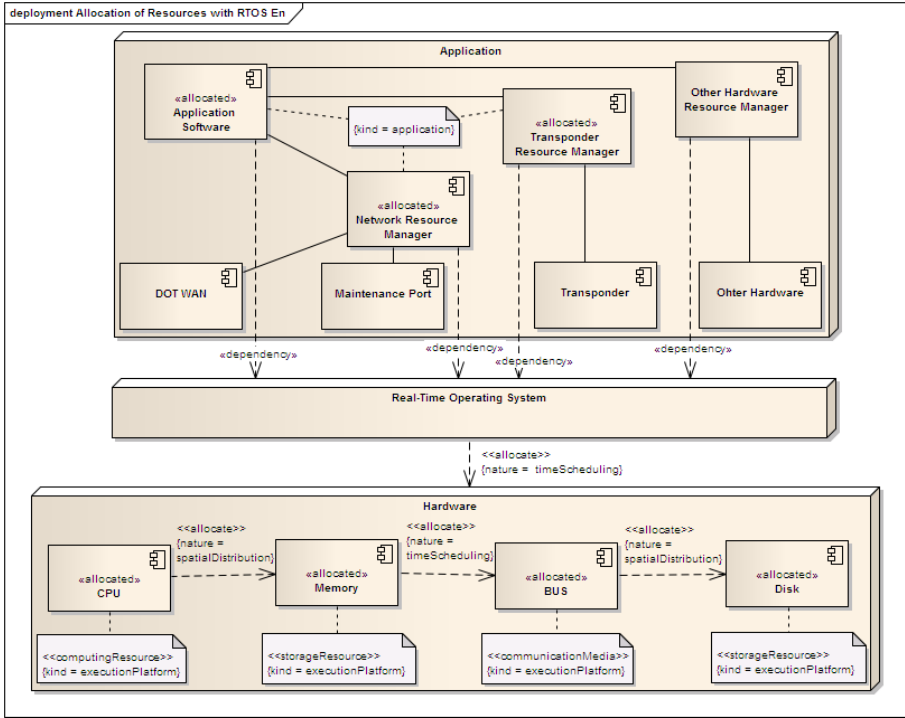 deployment Allocation of Resources with RTOS En
Application
«allocated»
Application
Software
{kind = application}
«allocated»
Transponder
Resource Manager
Other Hardware
Resource Manager
«allocated»
Network Resource
Manager
DOT WAN
Maintenance Port
Transponder
Ohter Hardware
«dependency»
«dependency»
«dependency»
«dependency»
Real-Time Operating System
<<allocate>>
{nature = timeScheduling}
Hardware
<<allocate>>
{nature =
spatialDistribution}
<<allocate>>
{nature =
timeScheduling}
<<allocate>>
{nature =
spatialDistribution}
«allocated»
CPU
«allocated»
Memory
«allocated»
BUS
«allocated»
Disk
<<computingResource>>
{kind = executionPlatform}
<<storageResource>>
{kind = executionPlatform}
<<communicationMedia>>
{kind = executionPlatform}
<<storageResource>>
{kind = executionPlatform}